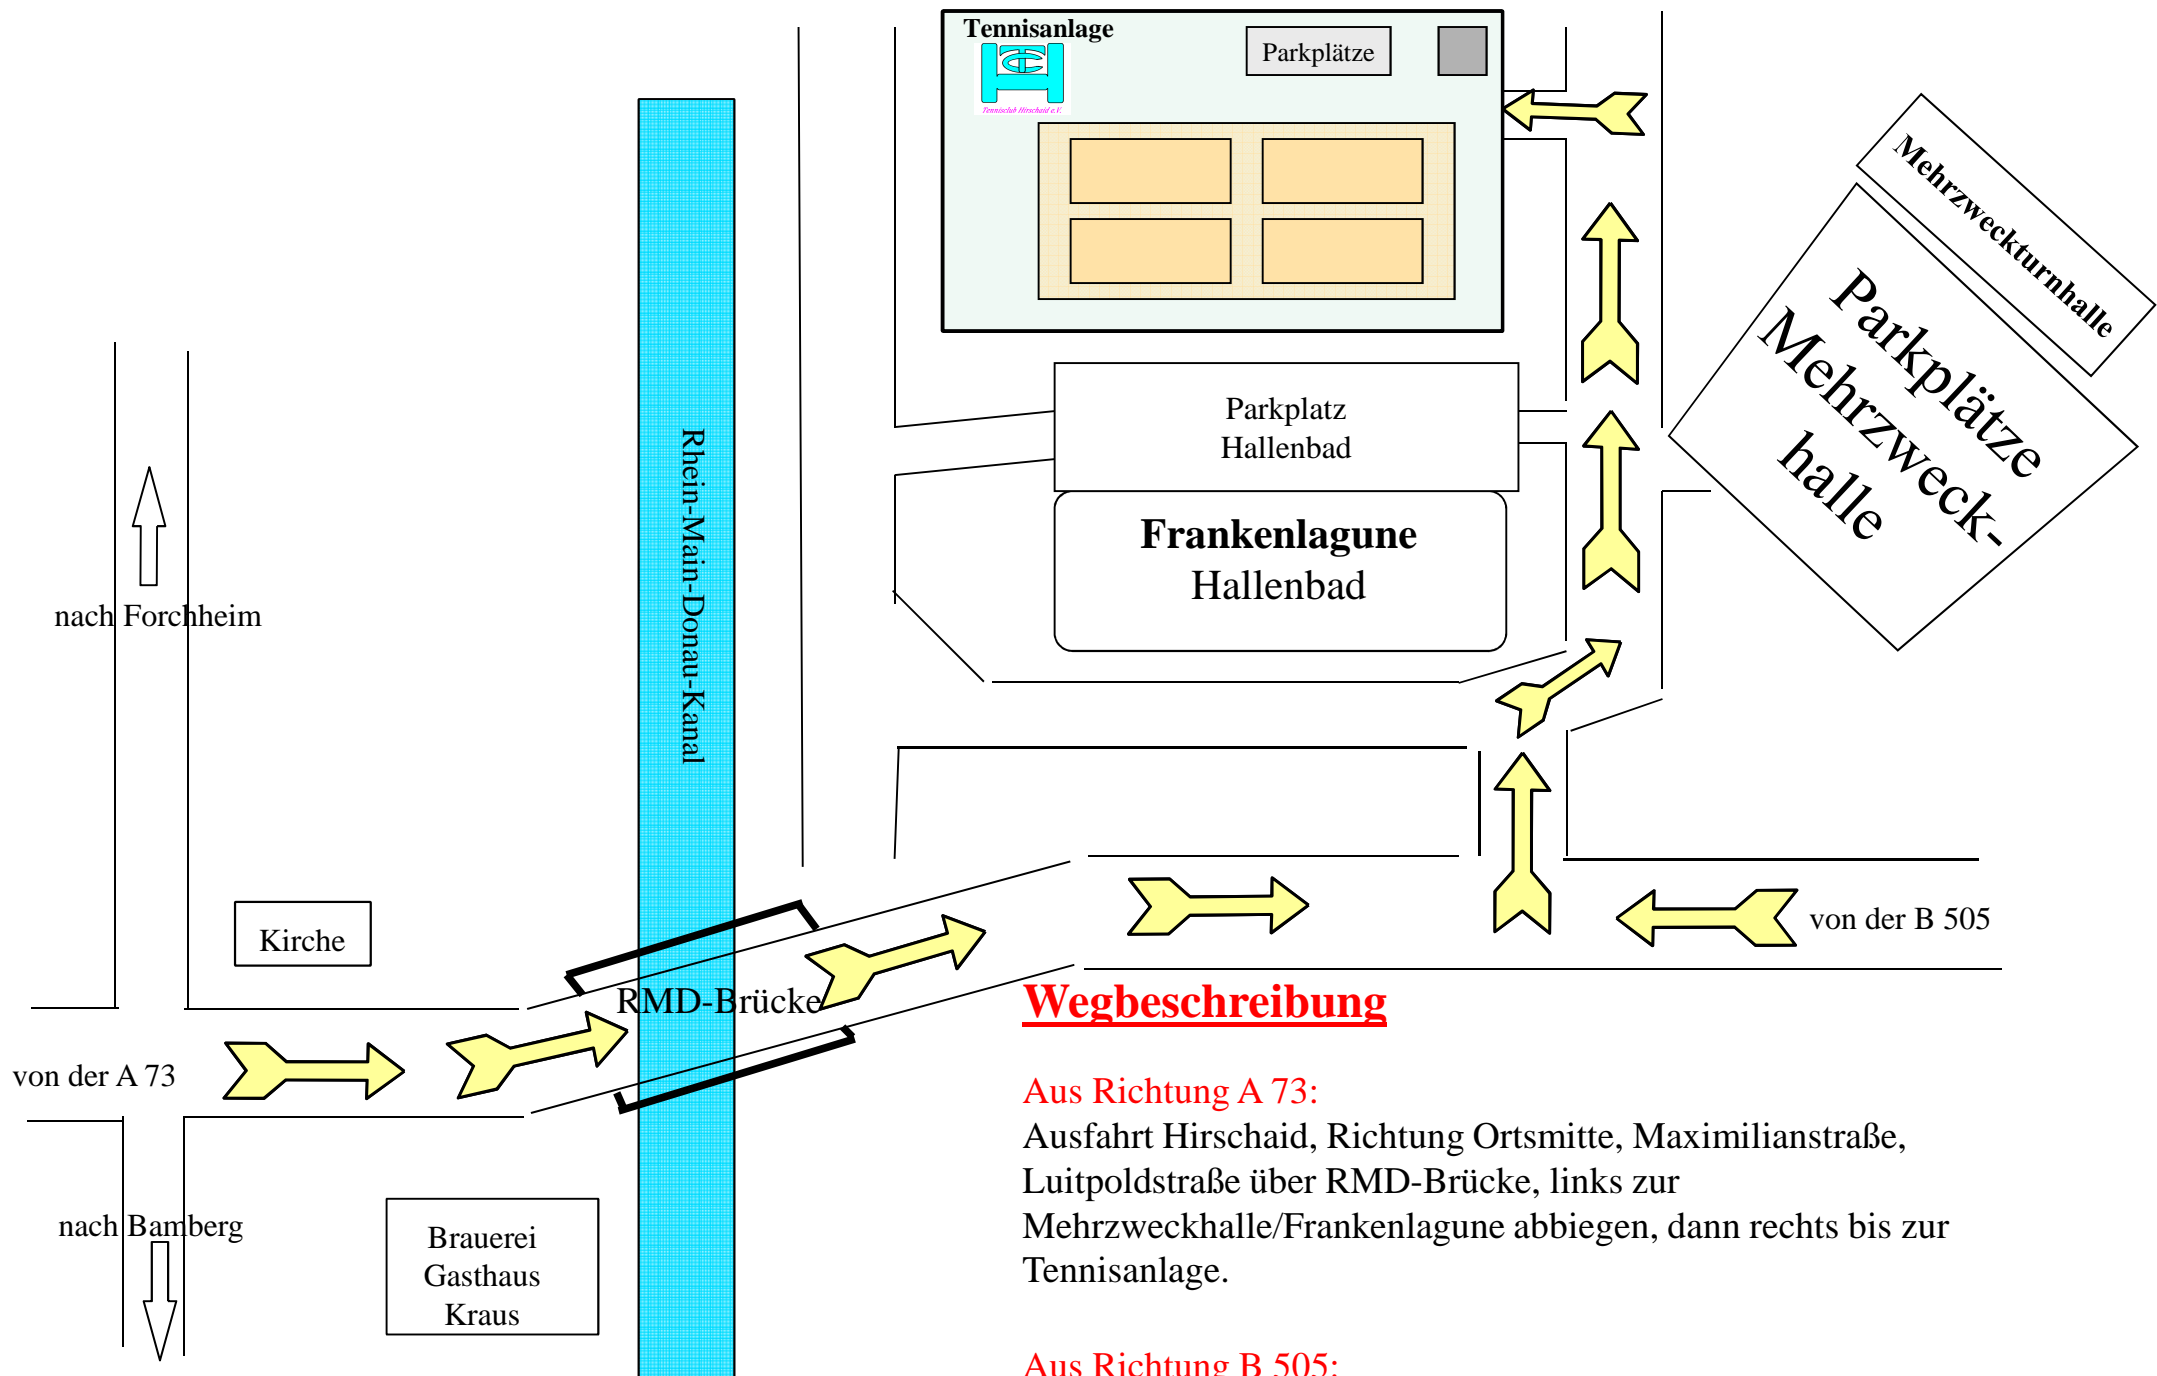 Tennisanlage
Tennisclub Hirschaid e.V.
Parkplätze
Mehrzweckturnhalle
Parkplätze
Mehrzweck-
halle
Parkplatz
Hallenbad
Frankenlagune
Hallenbad
Rhein-Main-Donau-Kanal
nach Forchheim
Kirche
von der B 505
RMD-Brücke
von der A 73
nach Bamberg
Brauerei
Gasthaus
Kraus
Wegbeschreibung
Aus Richtung A 73:
Ausfahrt Hirschaid, Richtung Ortsmitte, Maximilianstraße,
Luitpoldstraße über RMD-Brücke, links zur
Mehrzweckhalle/Frankenlagune abbiegen, dann rechts bis zur
Tennisanlage.
Aus Richtung B 505: